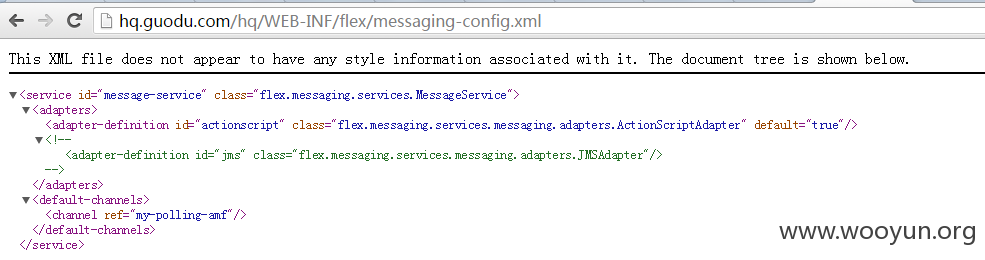 hq.guodu.com/hq/WEB-INF/flex/messaging-config.xml
This XML file does not appear to have any style information associated with it. The document tree is shown below.
▼<service id="message-service" class="flex.messaging.services.MessageService">
▼<adapters>
<adapter-definition id="actionscript" class="flex.messaging.services.messaging.adapters.ActionScriptAdapter" default="true"/>
▼<!--
<adapter-definition id="jms" class="flex.messaging.services.messaging.adapters.JMSAdapter"/>
-->
</adapters>
▼<default-channels>
<channel ref="my-polling-amf"/>
</default-channels>
</service>
www.wooyun.org